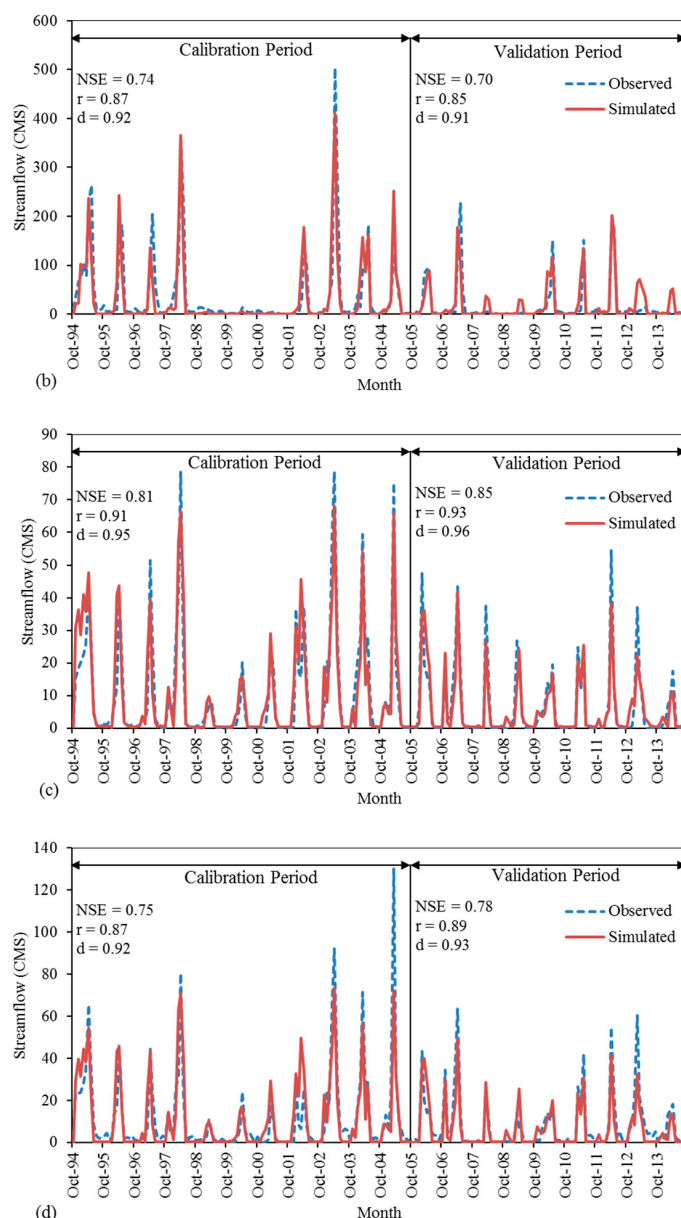 600
Calibration Period
Validation Period
500
NSE = 0.74
NSE = 0.70
Observed
r = 0.87
r = 0.85
d = 0.92
d = 0.91
Simulated
400
300
200
100
0
Streamflow (CMS)
Oct-94 Oct-95 Oct-96 Oct-97 Oct-98 Oct-99 Oct-00 Oct-01 Oct-02 Oct-03 Oct-04 Oct-05 Oct-06 Oct-07 Oct-08 Oct-09 Oct-10 Oct-11 Oct-12 Oct-13
(b)
Month
90
Calibration Period
Validation Period
80
NSE = 0.81
NSE = 0.85
Observed
r = 0.91
r = 0.93
d = 0.95
d = 0.96
Simulated
70
60
50
40
30
20
10
0
Streamflow (CMS)
Oct-94 Oct-95 Oct-96 Oct-97 Oct-98 Oct-99 Oct-00 Oct-01 Oct-02 Oct-03 Oct-04 Oct-05 Oct-06 Oct-07 Oct-08 Oct-09 Oct-10 Oct-11 Oct-12 Oct-13
(c)
Month
140
Calibration Period
Validation Period
120
NSE = 0.75
NSE = 0.78
Observed
r = 0.87
r = 0.89
d = 0.92
d = 0.93
Simulated
100
80
60
40
20
0
Streamflow (CMS)
Oct-94 Oct-95 Oct-96 Oct-97 Oct-98 Oct-99 Oct-00 Oct-01 Oct-02 Oct-03 Oct-04 Oct-05 Oct-06 Oct-07 Oct-08 Oct-09 Oct-10 Oct-11 Oct-12 Oct-13
(d)
Month